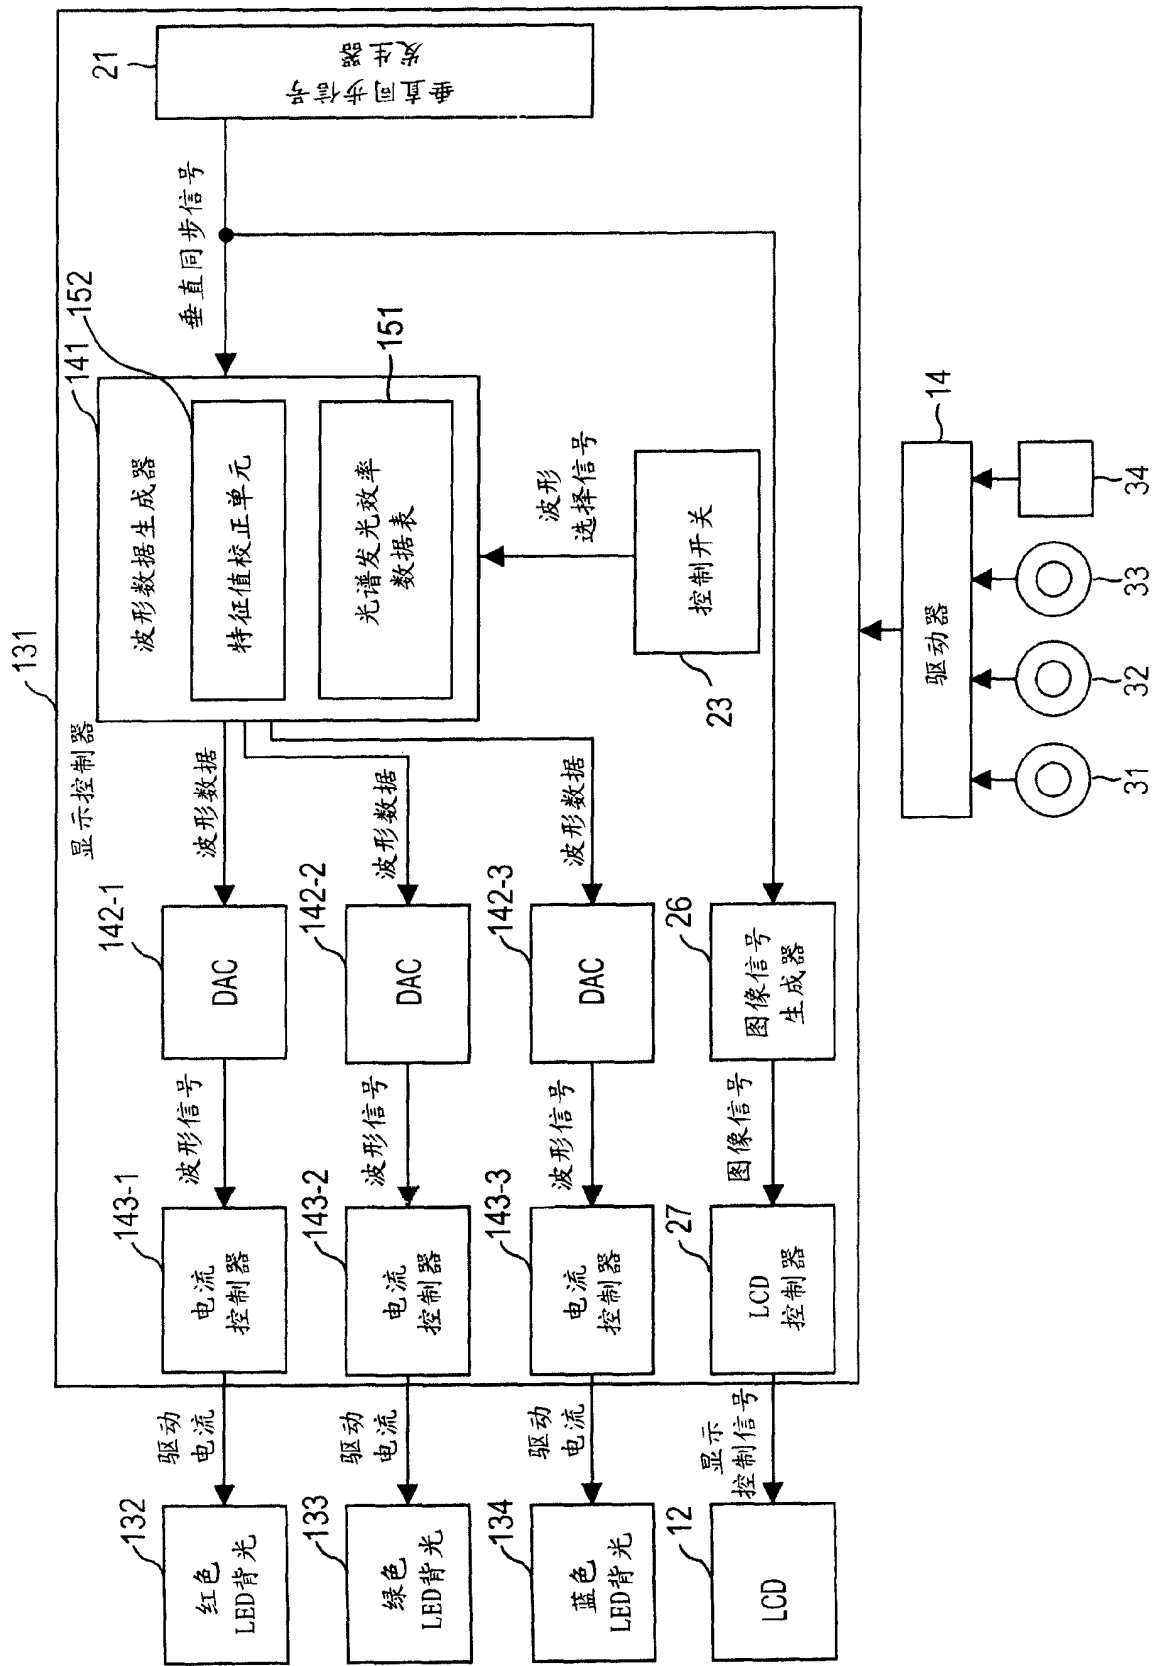 131
显示控制器
21
垂直同步信号
发生器
垂直同步信号
141
波形数据生成器
152
特征值校正单元
151
光谱发光效率
数据表
波形
选择信号
23
控制开关
波形数据
波形数据
波形数据
142-1
DAC
142-2
DAC
142-3
DAC
26
图像信号
生成器
波形信号
波形信号
波形信号
图像信号
143-1
电流
控制器
143-2
电流
控制器
143-3
电流
控制器
27
LCD
控制器
驱动
电流
驱动
电流
驱动
电流
显示
控制信号
132
红色
LED背光
133
绿色
LED背光
134
蓝色
LED背光
12
LCD
14
驱动器
31
32
33
34